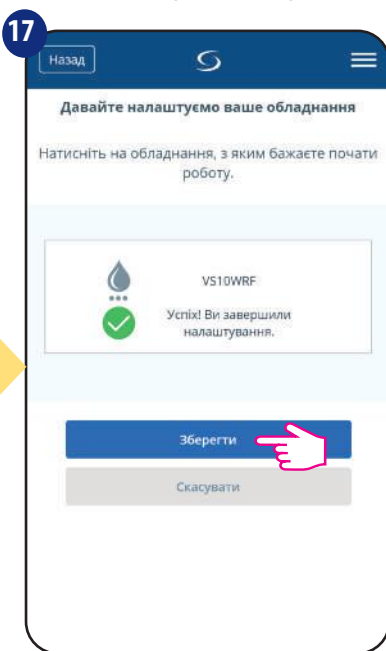 17
Назад
Давайте налаштуємо ваше обладнання
Натисніть на обладнання, з яким бажаєте почати
роботу.
VS10WRF
Успіх! Ви завершили
налаштування.
Зберегти
Скасувати